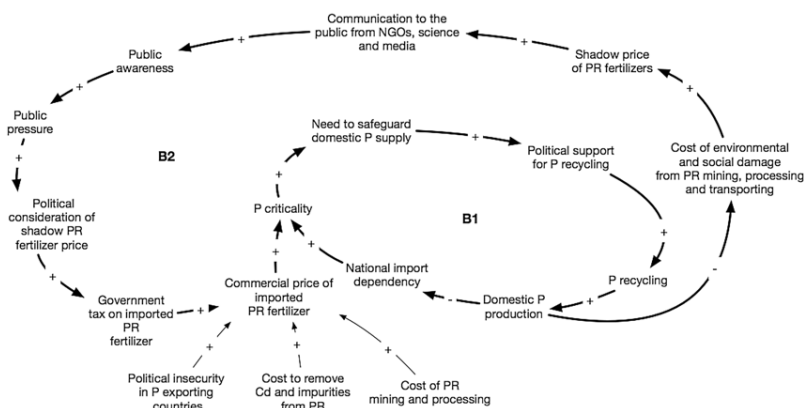 Communication to the
public from NGOs, science
and media
+
+
Public
awareness
Shadow price
of PR fertilizers
+
+
Public
pressure
Need to safeguard
domestic P supply
+
Political support
for P recycling
Cost of environmental
and social damage
from PR mining, processing
and transporting
+
B2
+
Political
consideration of
shadow PR
fertilizer price
P criticality
B1
+
+
+
+
National import
dependency
P recycling
-
Commercial price of
imported
PR fertilizer
Government
tax on imported
PR
fertilizer
+
-
Domestic P
production
+
+
+
+
Political insecurity
in P exporting
countries
Cost to remove
Cd and impurities
from PR
Cost of PR
mining and processing